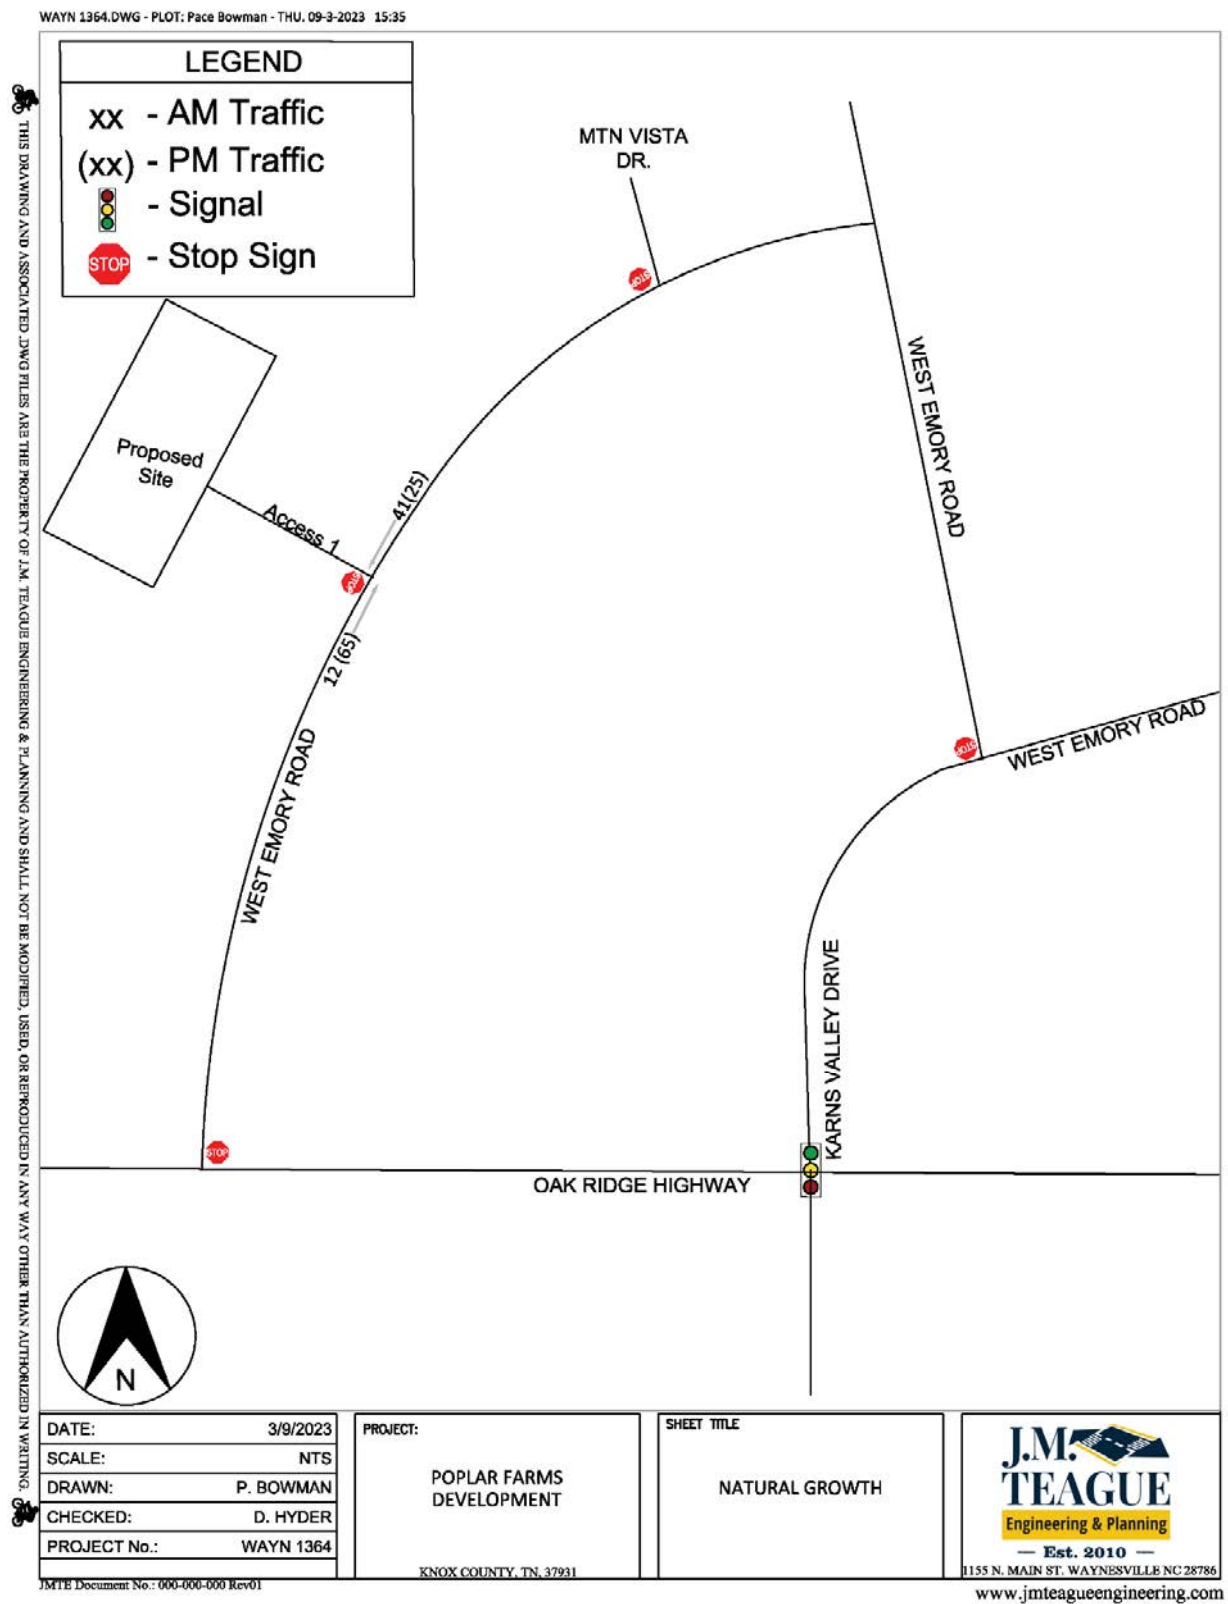 WAYN 1364.DWG - PLOT: Pace Bowman - THU. 09-3-2023 15:35
LEGEND
xx - AM Traffic
(xx) - PM Traffic
- Signal
STOP - Stop Sign
THIS DRAWING AND ASSOCIATED .DWG FILES ARE THE PROPERTY OF J.M. TEAGUE ENGINEERING & PLANNING AND SHALL NOT BE MODIFIED, USED, OR REPRODUCED IN ANY WAY OTHER THAN AUTHORIZED IN WRITING.
MTN VISTA
DR.
STOP
WEST EMORY ROAD
Proposed
Site
Access 1
41(25)
STOP
12 (65)
WEST EMORY ROAD
STOP
WEST EMORY ROAD
KARNS VALLEY DRIVE
STOP
OAK RIDGE HIGHWAY
N
DATE: 3/9/2023
SCALE: NTS
DRAWN: P. BOWMAN
CHECKED: D. HYDER
PROJECT No.: WAYN 1364
PROJECT:
POPLAR FARMS
DEVELOPMENT
KNOX COUNTY, TN, 37931
SHEET TITLE
NATURAL GROWTH
J.M.
TEAGUE
Engineering & Planning
Est. 2010
1155 N. MAIN ST. WAYNESVILLE NC 28786
JMTE Document No.: 000-000-000 Rev01
www.jmteagueengineering.com